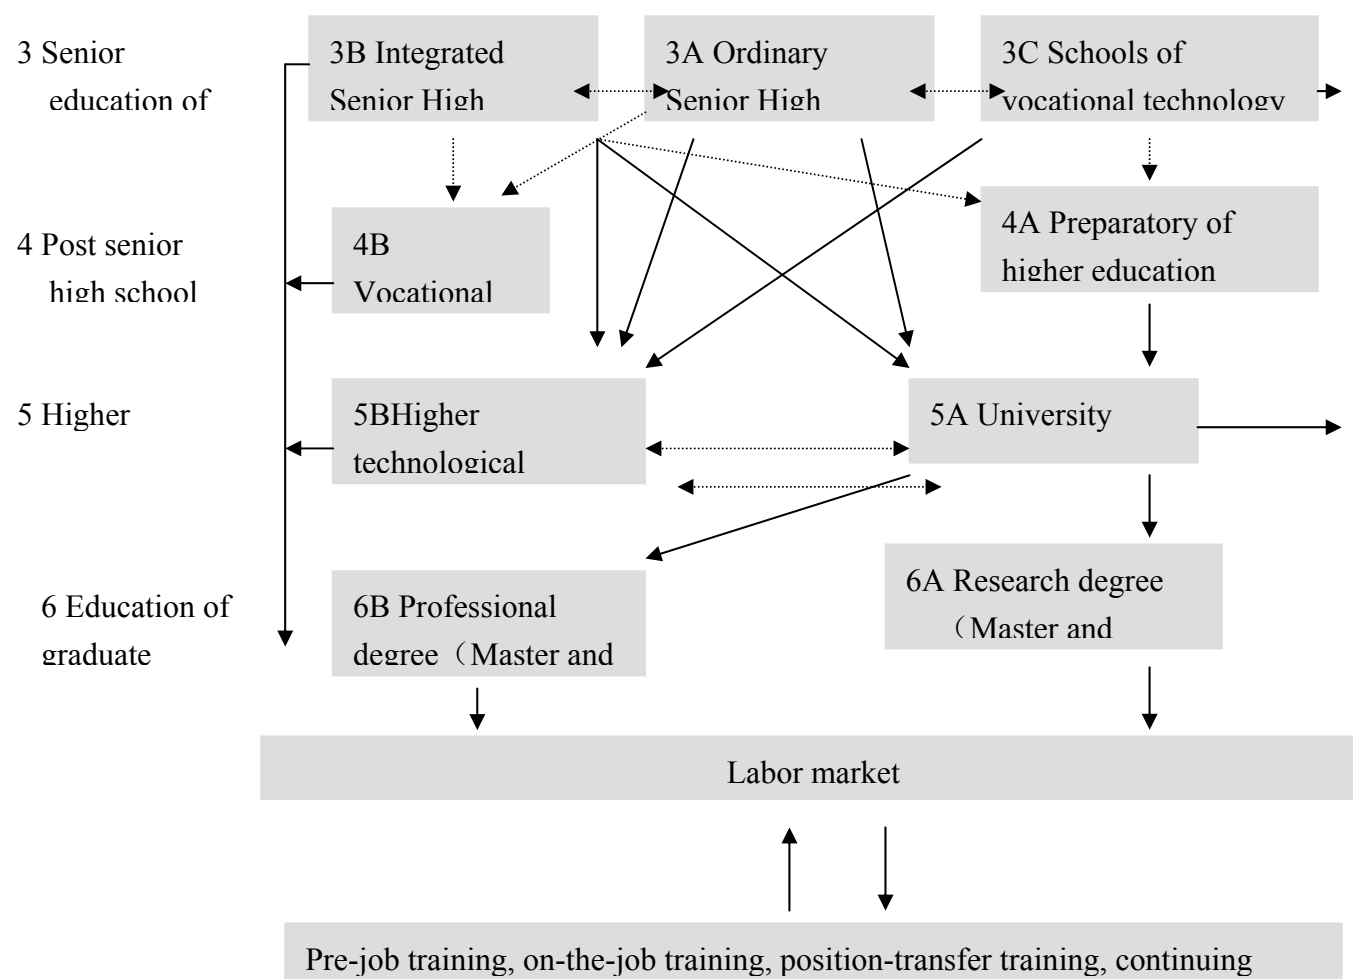 3 Senior
education of
3B Integrated
Senior High
3A Ordinary
Senior High
3C Schools of
vocational technology
4 Post senior
high school
4B
Vocational
4A Preparatory of
higher education
5 Higher
5BHigher
technological
5A University
6 Education of
graduate
6B Professional
degree（Master and
6A Research degree
（Master and
Labor market
Pre-job training, on-the-job training, position-transfer training, continuing